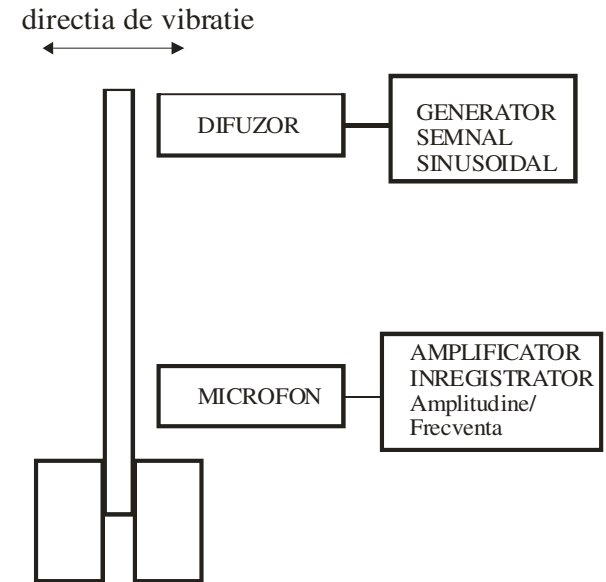 directia de vibratie
DIFUZOR
GENERATOR
SEMNAL
SINUSOIDAL
MICROFON
AMPLIFICATOR
INREGISTRATOR
Amplitudine/
Frecventa